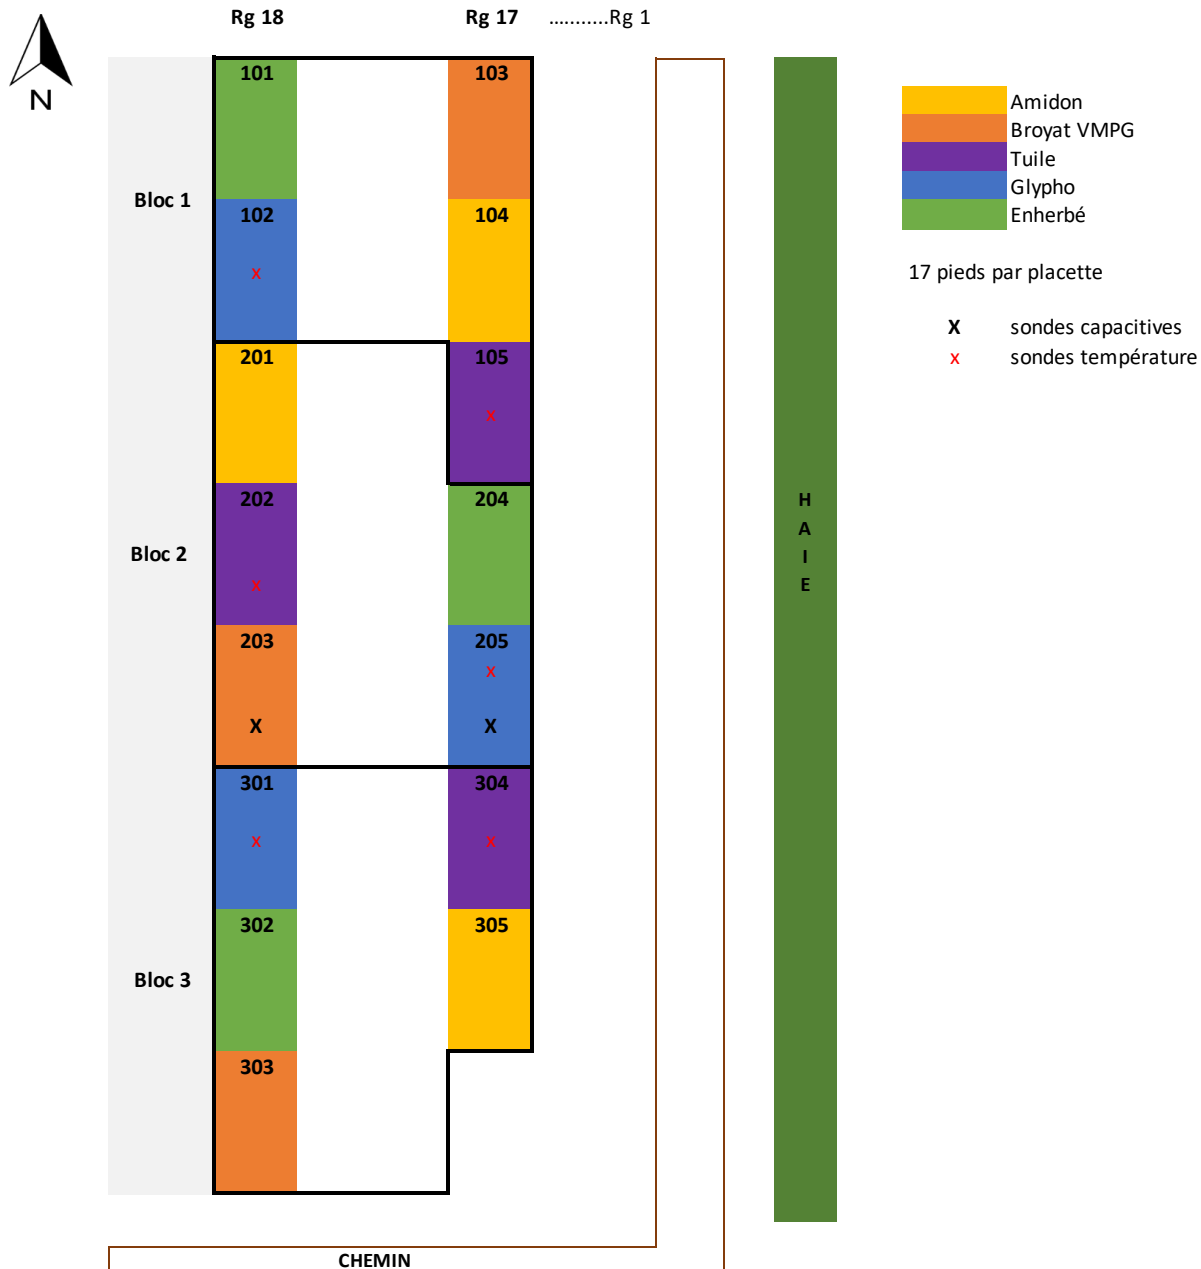 Rg 18 Rg 17 ...........Rg 1
N
101 103
Amidon
Broyat VMPG
Tuile
Glypho
Enherbé
Bloc 1
102 104
x
17 pieds par placette
X sondes capacitives
x sondes température
201 105
x
202 204
H
A
I
E
Bloc 2
x
203 205
x
X X
301 304
x x
302 305
Bloc 3
303
CHEMIN